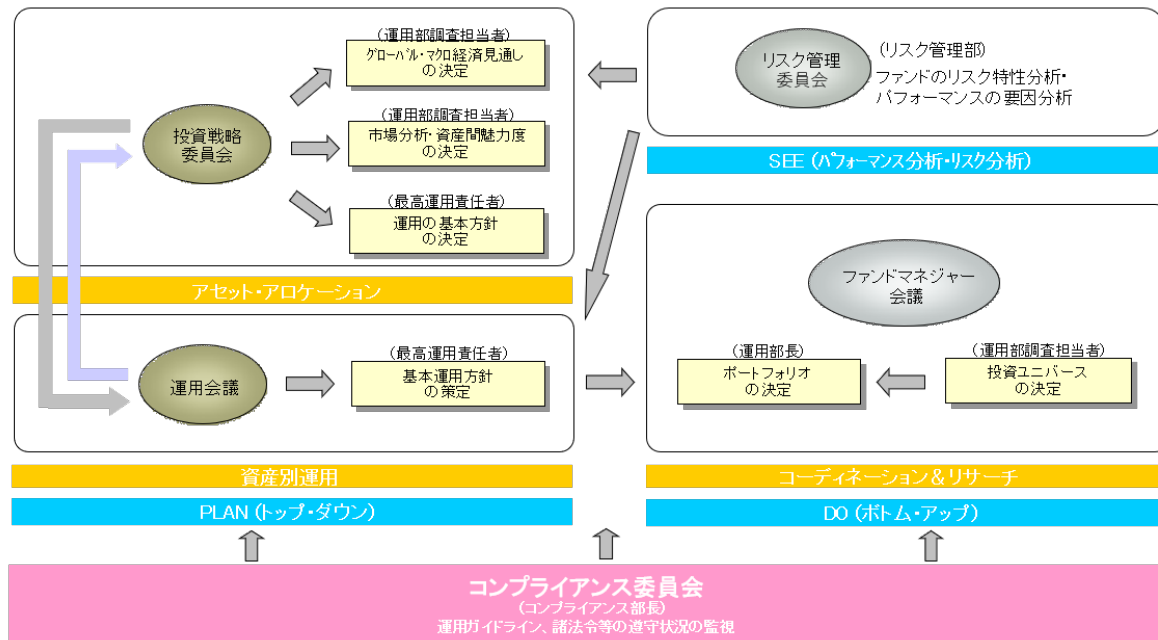 (運用部調査担当者)
グローバル・マクロ経済見通し
の決定
(運用部調査担当者)
市場分析・資産間魅力度
の決定
投資戦略
委員会
(最高運用責任者)
運用の基本方針
の決定
アセット・アロケーション
リスク管理
委員会
(リスク管理部)
ファンドのリスク特性分析・
パフォーマンスの要因分析
SEE (パフォーマンス分析・リスク分析)
運用会議
(最高運用責任者)
基本運用方針
の策定
資産別運用
PLAN (トップ・ダウン)
ファンドマネジャー
会議
(運用部長)
ポートフォリオ
の決定
(運用部調査担当者)
投資ユニバース
の決定
コーディネーション&リサーチ
DO (ボトム・アップ)
コンプライアンス委員会
(コンプライアンス部長)
運用ガイドライン、諸法令等の遵守状況の監視